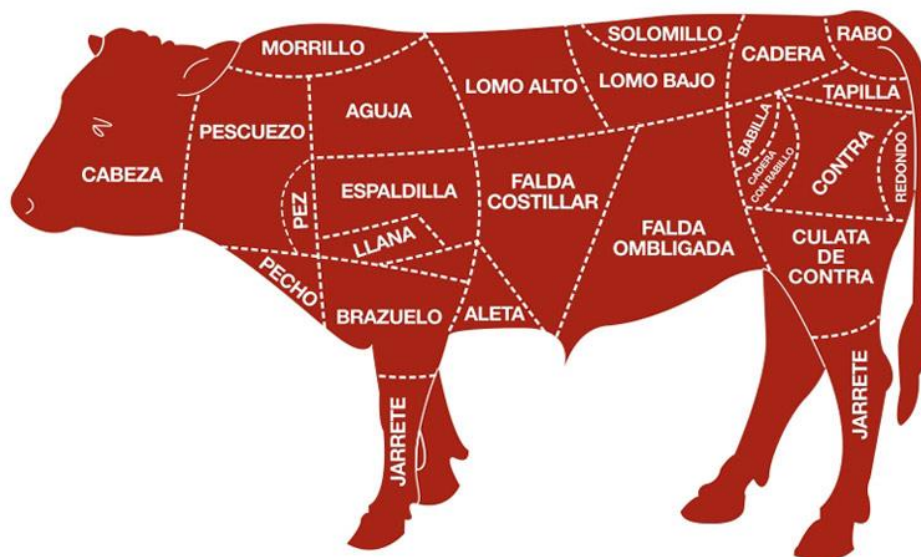 MORRILLO
SOLOMILLO
RABO
CADERA
LOMO ALTO
LOMO BAJO
TAPILLA
AGUJA
PESCUEZO
BABILLA
CADERA
CON RABILLO
CONTRA
REDONDO
CABEZA
PEZ
ESPALDILLA
FALDA
COSTILLAR
LLANA
FALDA
OMBLIGADA
CULATA
DE
CONTRA
PECHO
BRAZUELO
ALETA
JARRETE
JARRETE